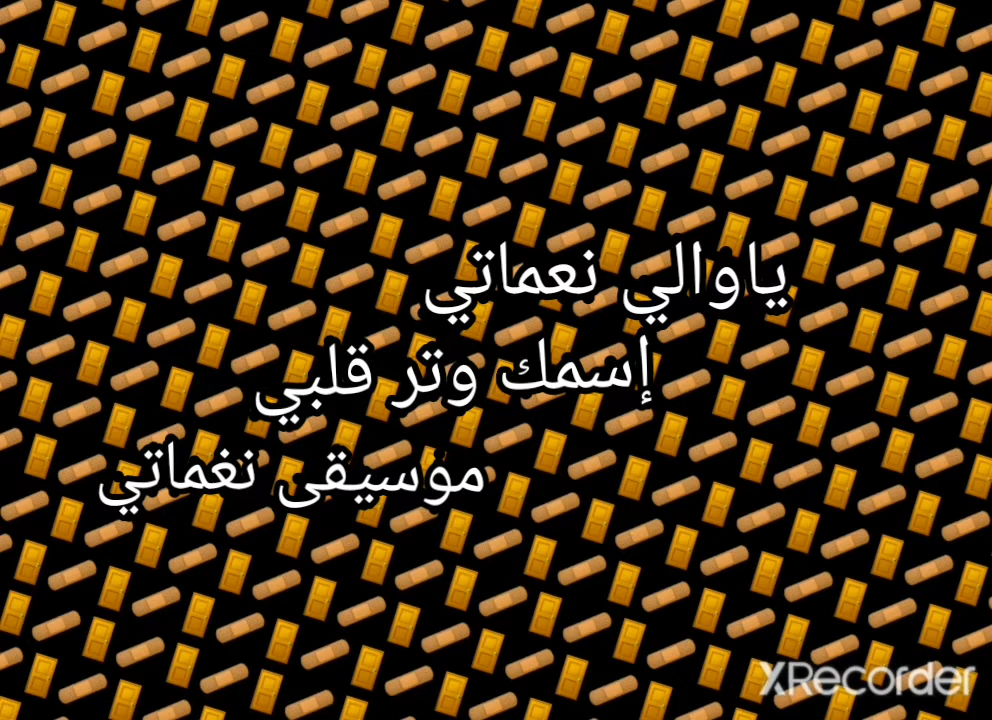 ياوالي نعماتي
إسمك وتر قلبي
موسيقى نغماتي
XRecorder